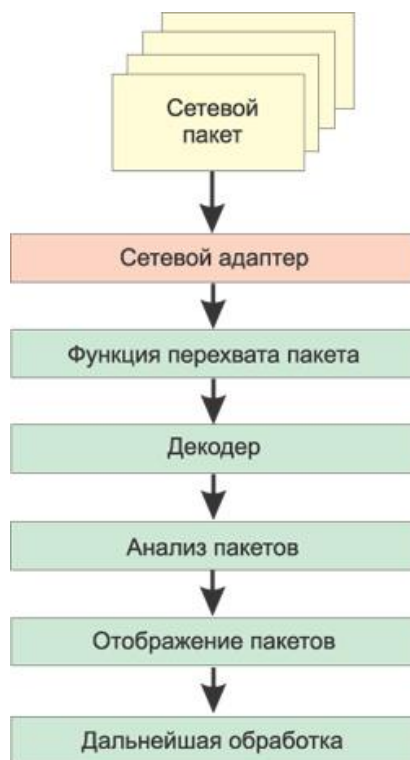 Сетевой
пакет
Сетевой адаптер
Функция перехвата пакета
Декодер
Анализ пакетов
Отображение пакетов
Дальнейшая обработка